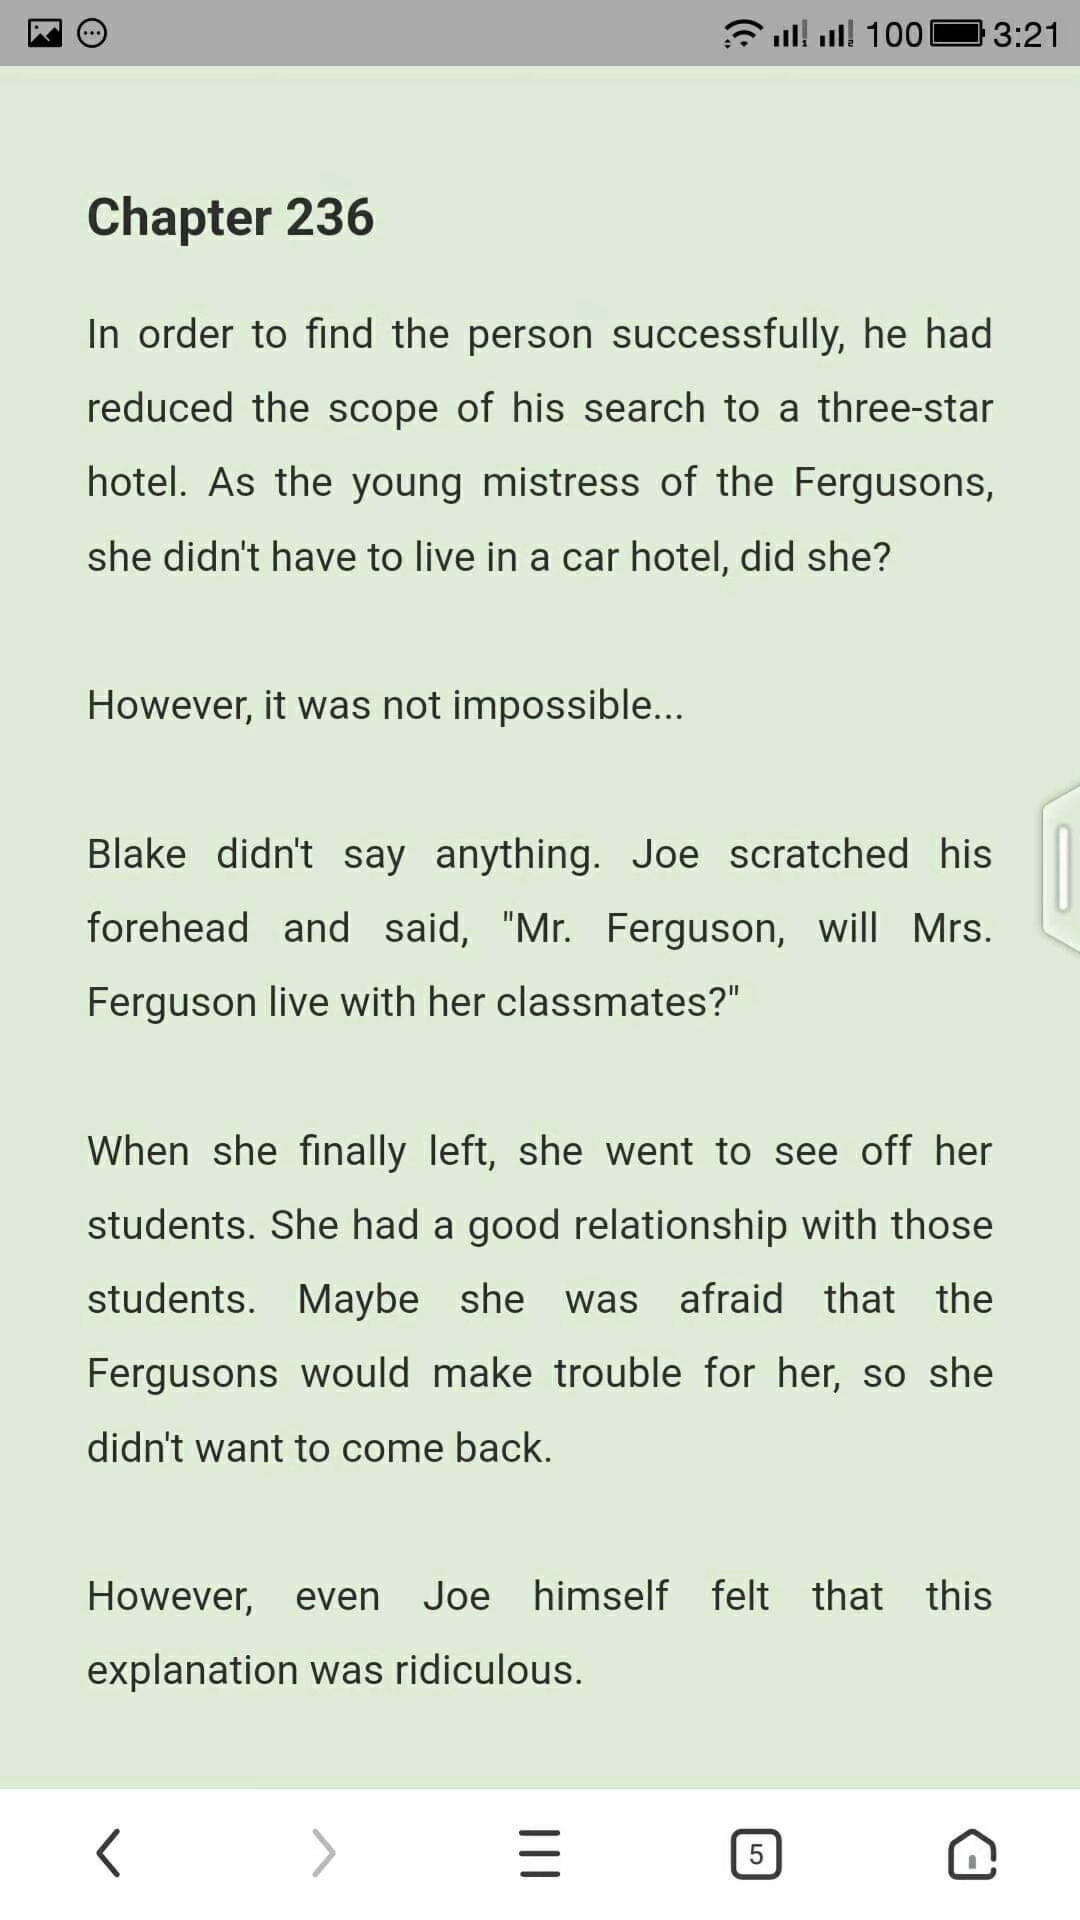 100 3:21
Chapter 236
In order to find the person successfully, he had
reduced the scope of his search to a three-star
hotel. As the young mistress of the Fergusons,
she didn't have to live in a car hotel, did she?
However, it was not impossible...
Blake didn't say anything. Joe scratched his
forehead and said, "Mr. Ferguson, will Mrs.
Ferguson live with her classmates?"
When she finally left, she went to see off her
students. She had a good relationship with those
students. Maybe she was afraid that the
Fergusons would make trouble for her, so she
didn't want to come back.
However, even Joe himself felt that this
explanation was ridiculous.
5